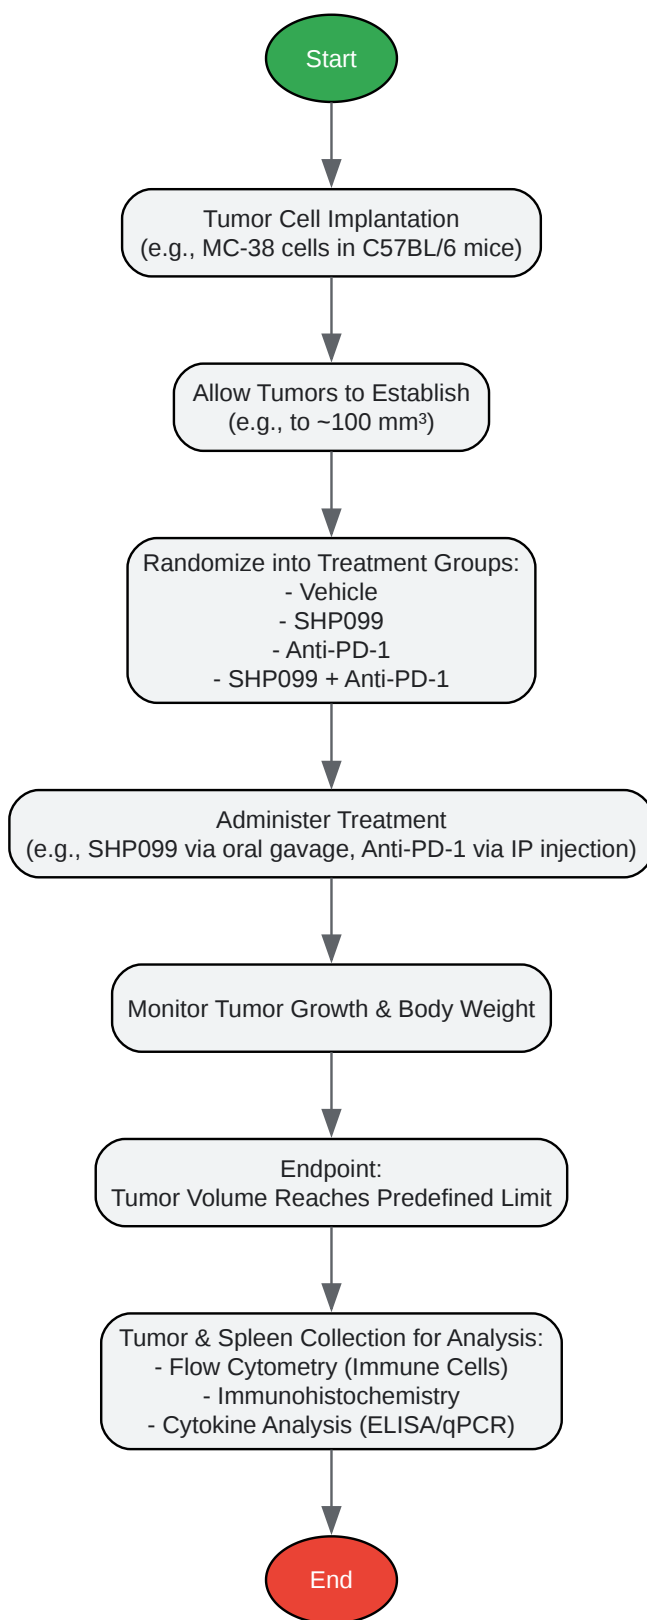 Start
Tumor Cell Implantation
(e.g., MC-38 cells in C57BL/6 mice)
Allow Tumors to Establish
(e.g., to ~100 mm³)
Randomize into Treatment Groups:
- Vehicle
- SHP099
- Anti-PD-1
- SHP099 + Anti-PD-1
Administer Treatment
(e.g., SHP099 via oral gavage, Anti-PD-1 via IP injection)
Monitor Tumor Growth & Body Weight
Endpoint:
Tumor Volume Reaches Predefined Limit
Tumor & Spleen Collection for Analysis:
- Flow Cytometry (Immune Cells)
- Immunohistochemistry
- Cytokine Analysis (ELISA/qPCR)
End